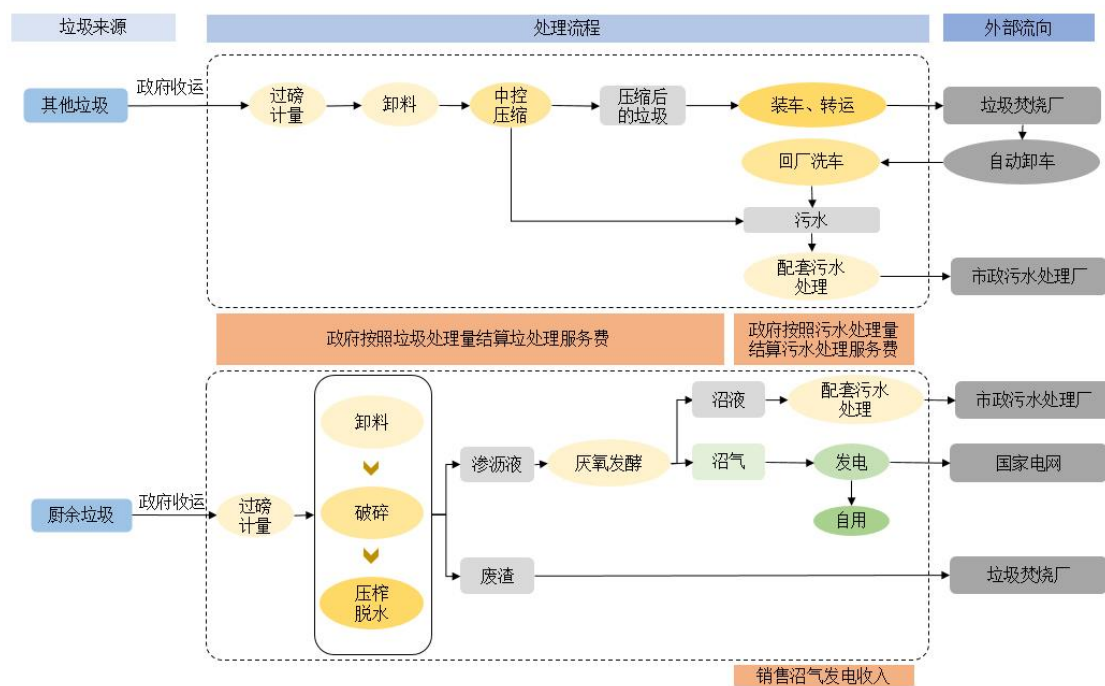 垃圾来源
处理流程
外部流向
其他垃圾
政府收运
过磅
计量
卸料
中控
压缩
压缩后
的垃圾
装车、转运
垃圾焚烧厂
回厂洗车
自动卸车
污水
配套污水
处理
市政污水处理厂
政府按照垃圾处理量结算垃处理服务费
政府按照污水处理量
结算污水处理服务费
厨余垃圾
政府收运
过磅
计量
卸料
破碎
压榨
脱水
渗沥液
厌氧发酵
沼液
配套污水
处理
市政污水处理厂
沼气
发电
国家电网
自用
废渣
垃圾焚烧厂
销售沼气发电收入